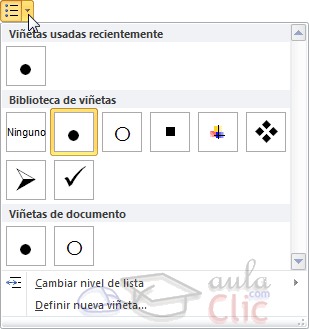 Viñetas usadas recientemente
Biblioteca de viñetas
Ninguno
Viñetas de documento
Cambiar nivel de lista
Definir nueva viñeta...
aula
.com
Clic